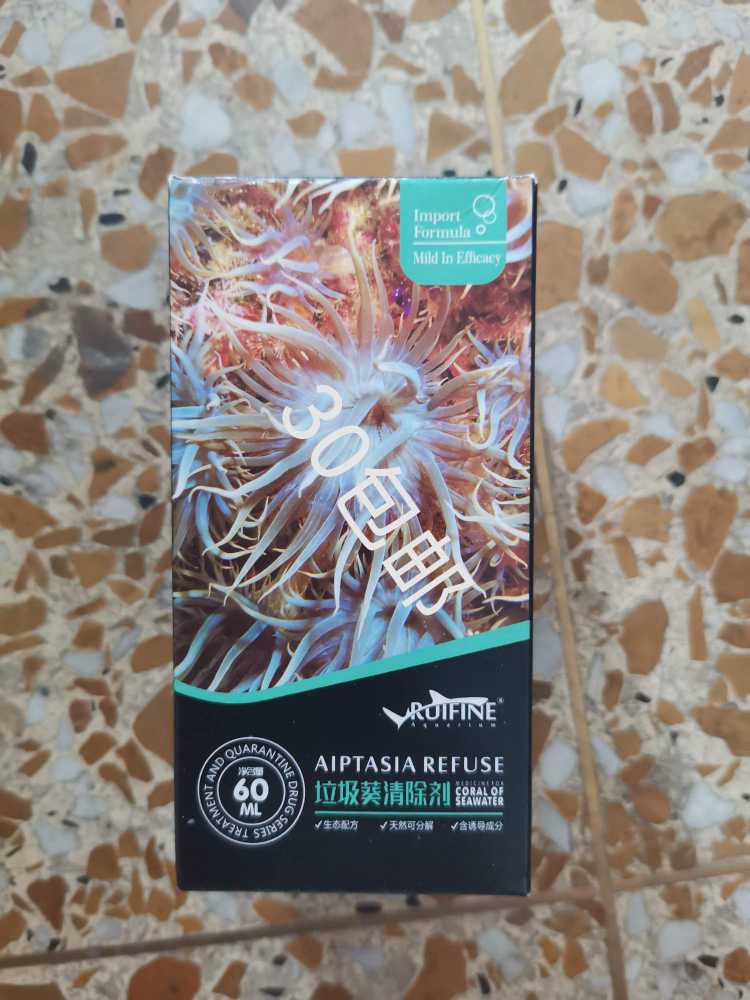 Import
Formula
Mild In Efficacy
30包邮
RUIFINE®
Aquarium
TREATMENT AND QUARANTINE DRUG SERIES
净含量
60
ML
AIPTASIA REFUSE
垃圾葵清除剂
MEDICINE FOR
CORAL OF
SEAWATER
✓生态配方 ✓天然可分解 ✓含诱导成分